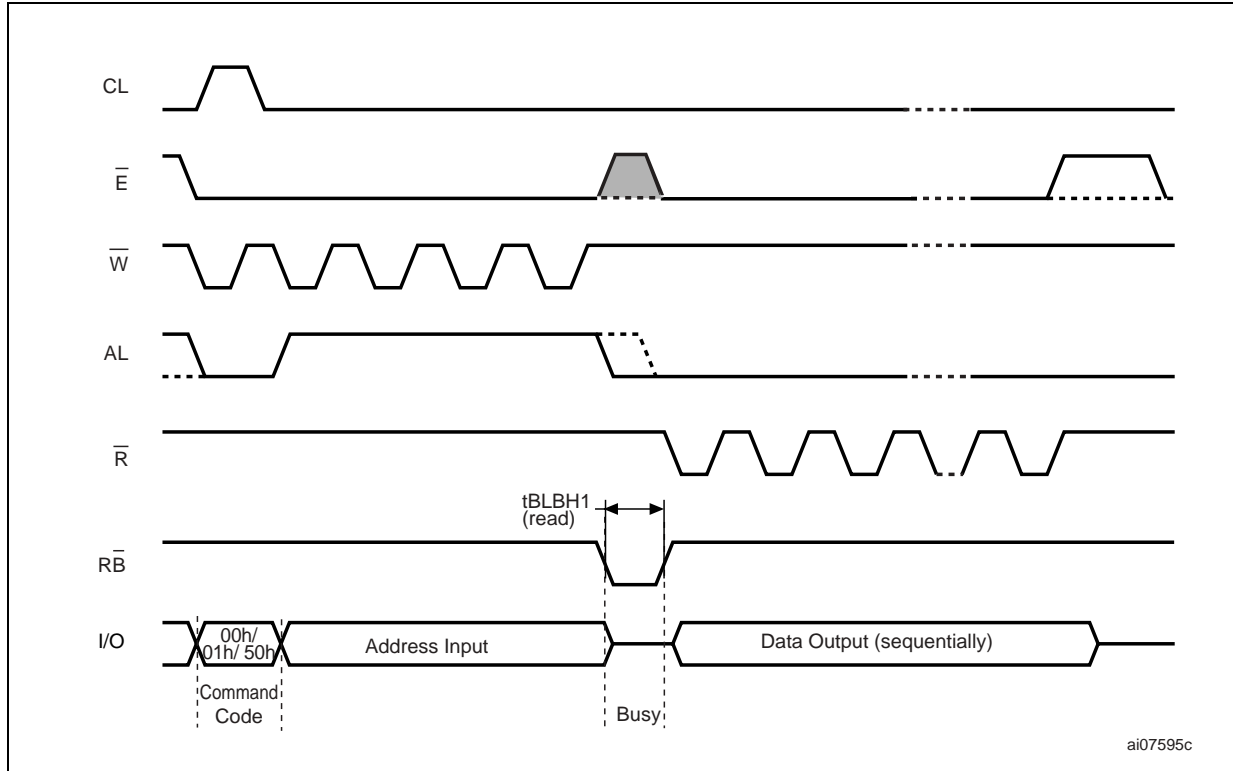 CL
E̅
W̅
AL
R̅
tBLBH1
(read)
RB̅
I/O
00h/
01h/ 50h
Address Input
Data Output (sequentially)
Command
Code
Busy
ai07595c